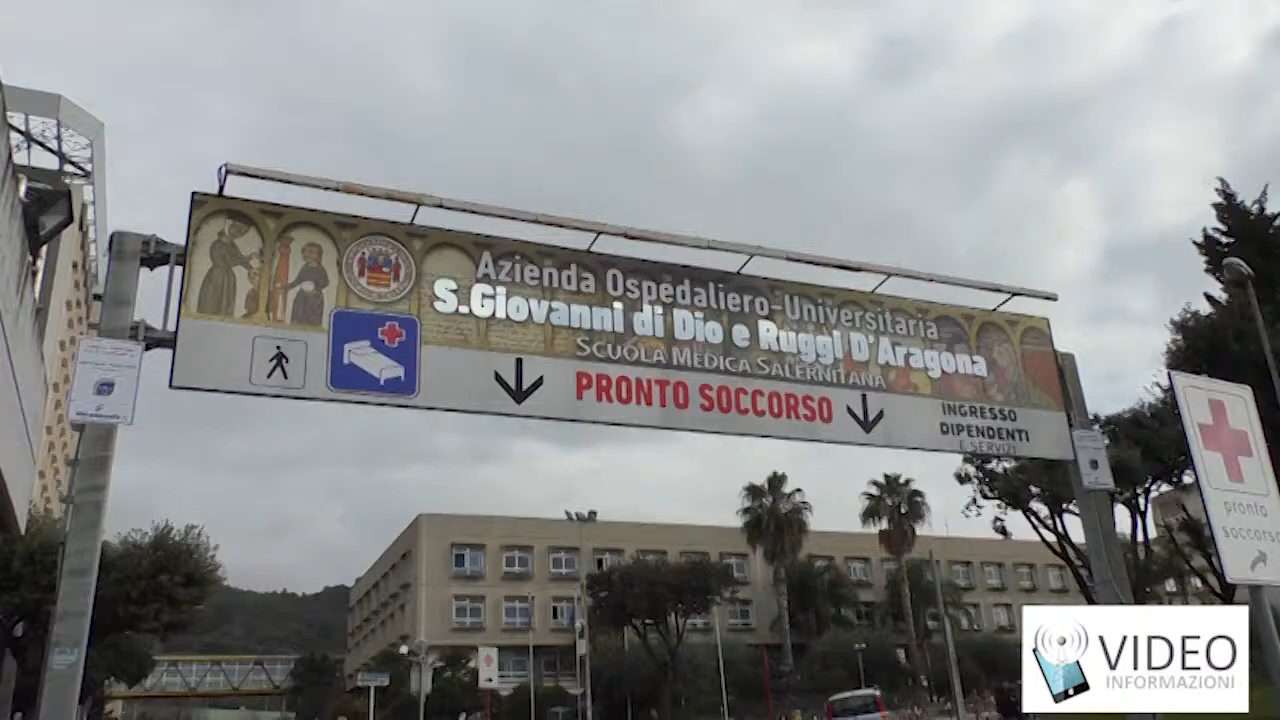 Azienda Ospedaliero-Universitaria
S.Giovanni di Dio e Ruggi D'Aragona
SCUOLA MEDICA SALERNITANA
PRONTO SOCCORSO
INGRESSO
DIPENDENTI
E SERVIZI
pronto
soccorso
VIDEO
INFORMAZIONI